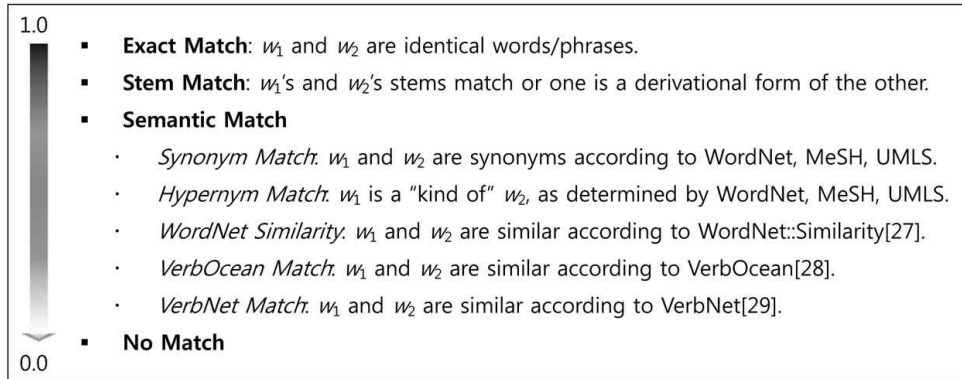 1.0
▪ Exact Match: w₁ and w₂ are identical words/phrases.
▪ Stem Match: w₁'s and w₂'s stems match or one is a derivational form of the other.
▪ Semantic Match
· Synonym Match: w₁ and w₂ are synonyms according to WordNet, MeSH, UMLS.
· Hypernym Match: w₁ is a "kind of" w₂, as determined by WordNet, MeSH, UMLS.
· WordNet Similarity: w₁ and w₂ are similar according to WordNet::Similarity[27].
· VerbOcean Match: w₁ and w₂ are similar according to VerbOcean[28].
· VerbNet Match: w₁ and w₂ are similar according to VerbNet[29].
▪ No Match
0.0